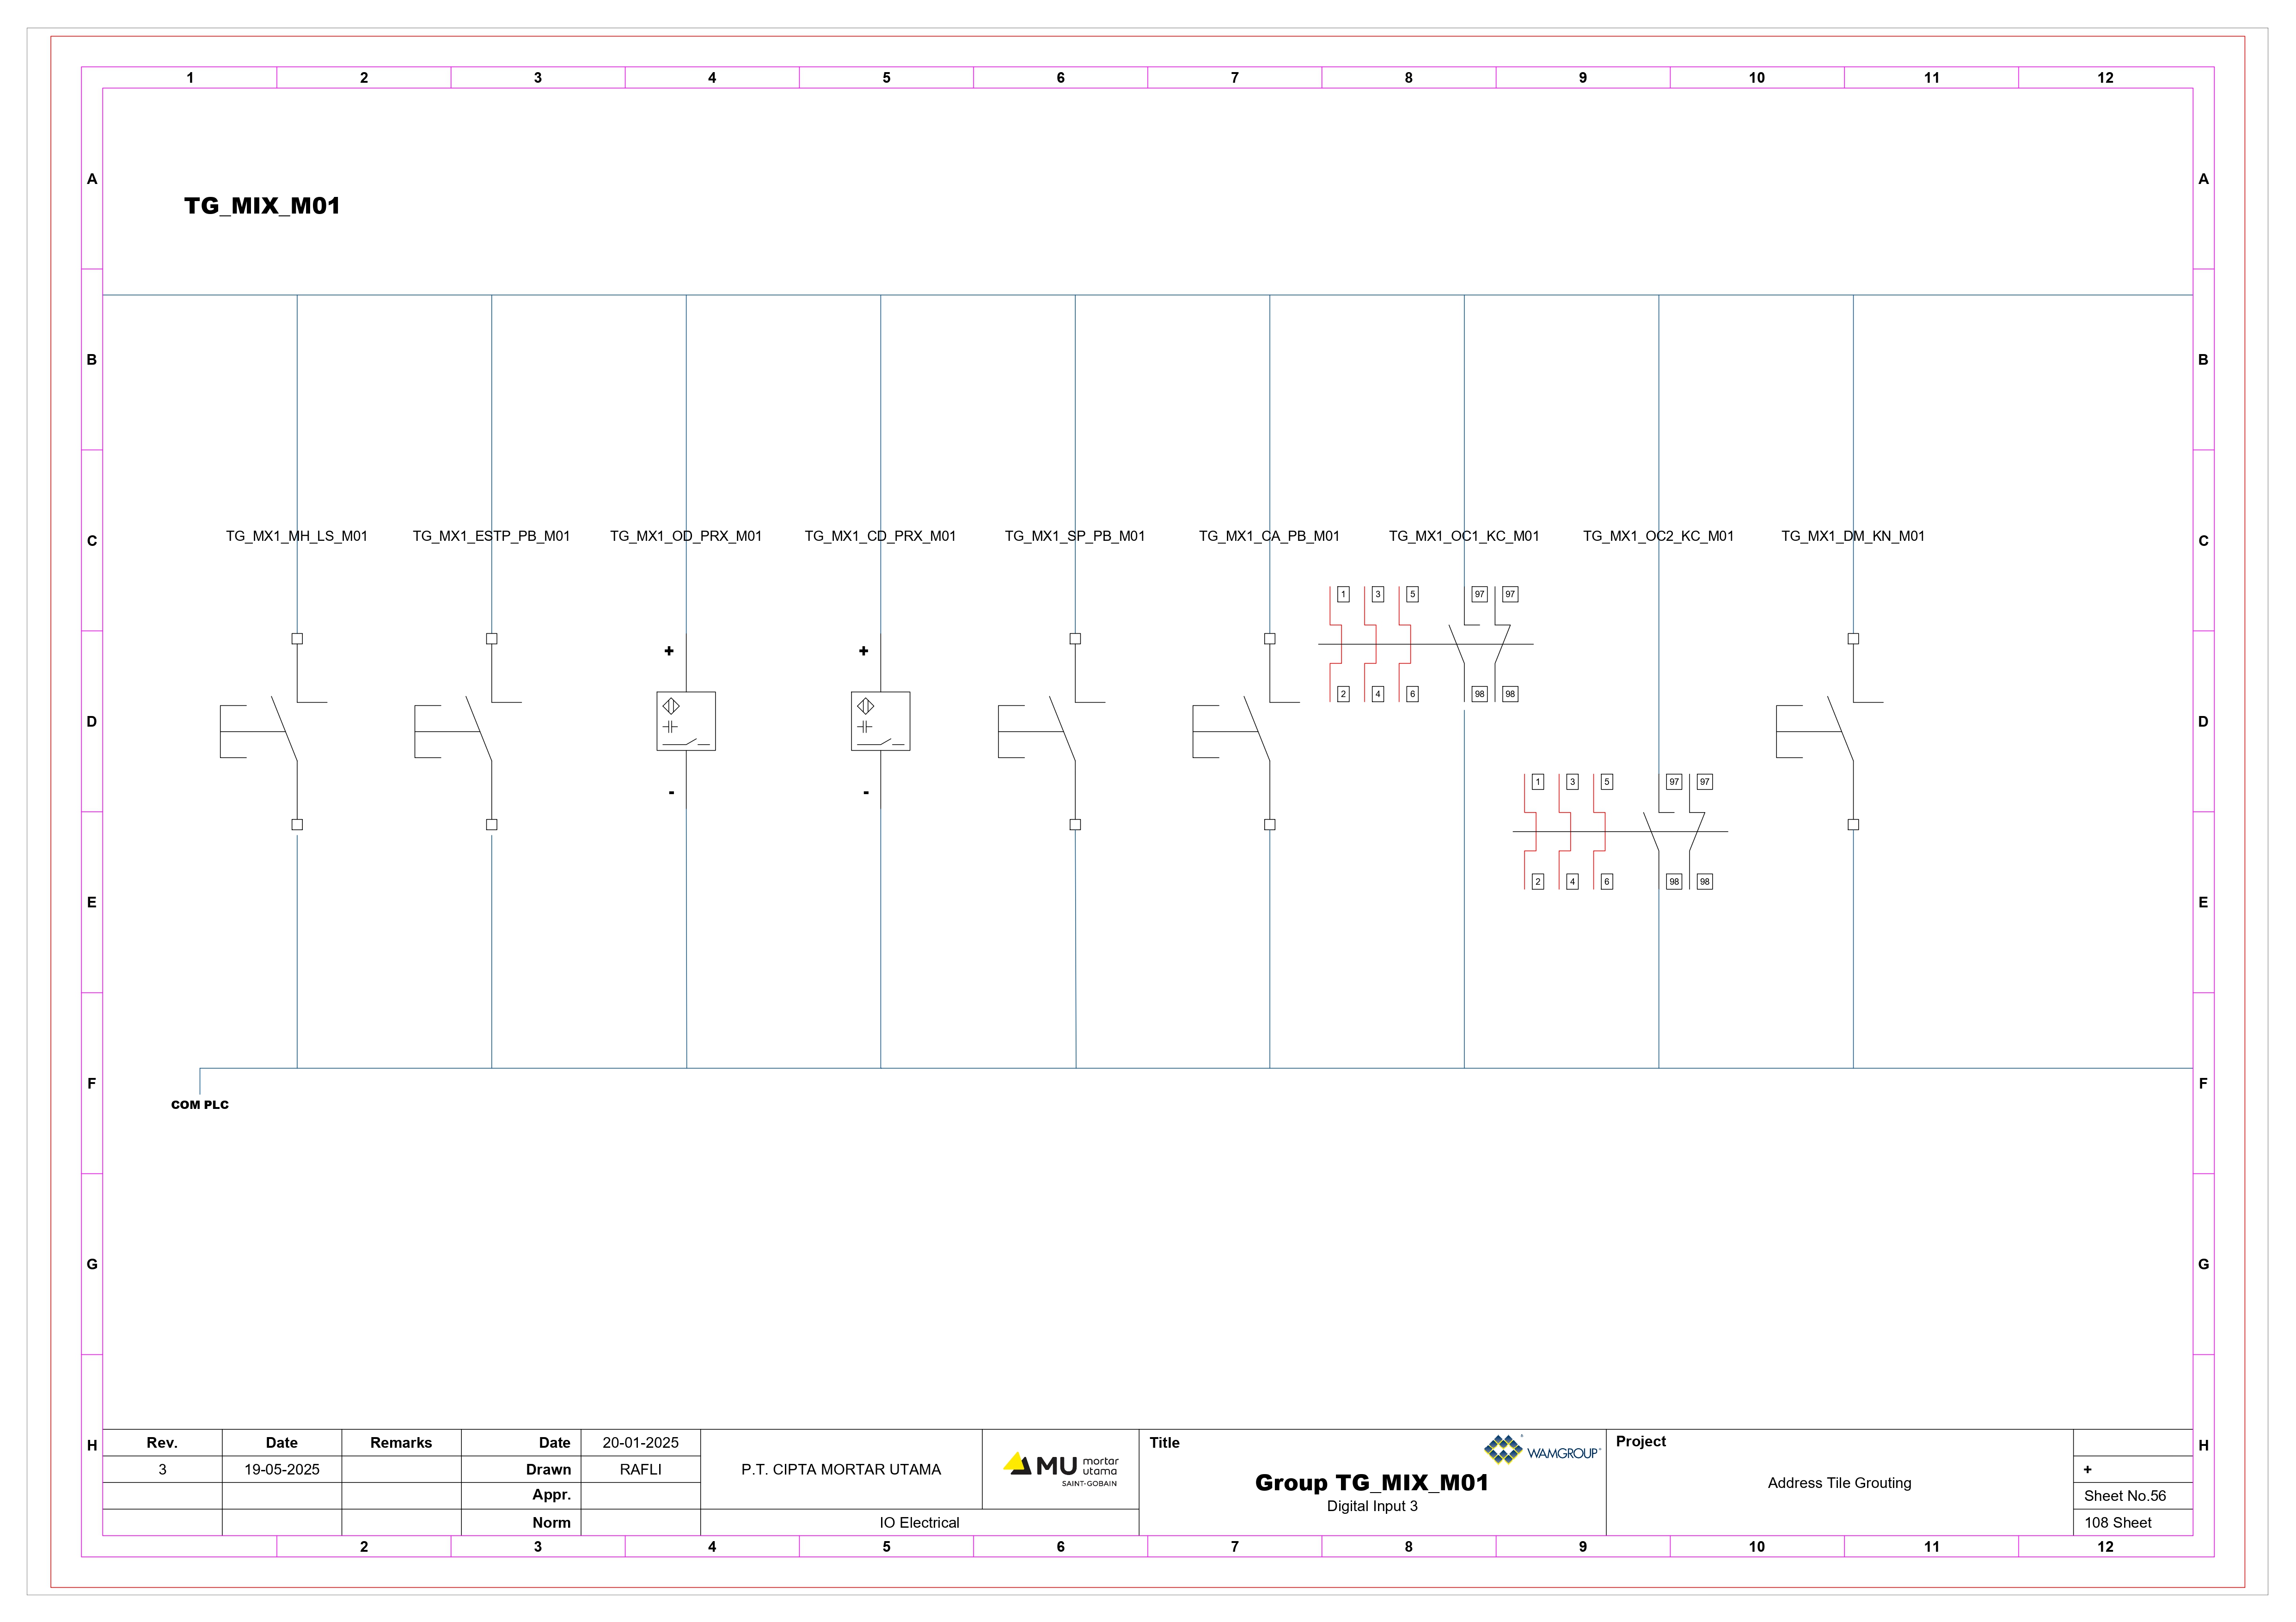 1 2 3 4 5 6 7 8 9 10 11 12
A A
TG_MIX_M01
B B
C C
TG_MX1_MH_LS_M01 TG_MX1_ESTP_PB_M01 TG_MX1_OD_PRX_M01 TG_MX1_CD_PRX_M01 TG_MX1_SP_PB_M01 TG_MX1_CA_PB_M01 TG_MX1_OC1_KC_M01 TG_MX1_OC2_KC_M01 TG_MX1_DM_KN_M01
1 3 5 97 97
+ +
2 4 6 98 98
D D
1 3 5 97 97
- -
2 4 6 98 98
E E
F F
COM PLC
G G
H H
Rev. Date Remarks Date 20-01-2025
3 19-05-2025 Drawn RAFLI
Appr.
Norm
P.T. CIPTA MORTAR UTAMA
MU mortar utama
SAINT-GOBAIN
IO Electrical
Title
WAMGROUP®
Group TG_MIX_M01
Digital Input 3
Project
Address Tile Grouting
+
Sheet No.56
108 Sheet
2 3 4 5 6 7 8 9 10 11 12